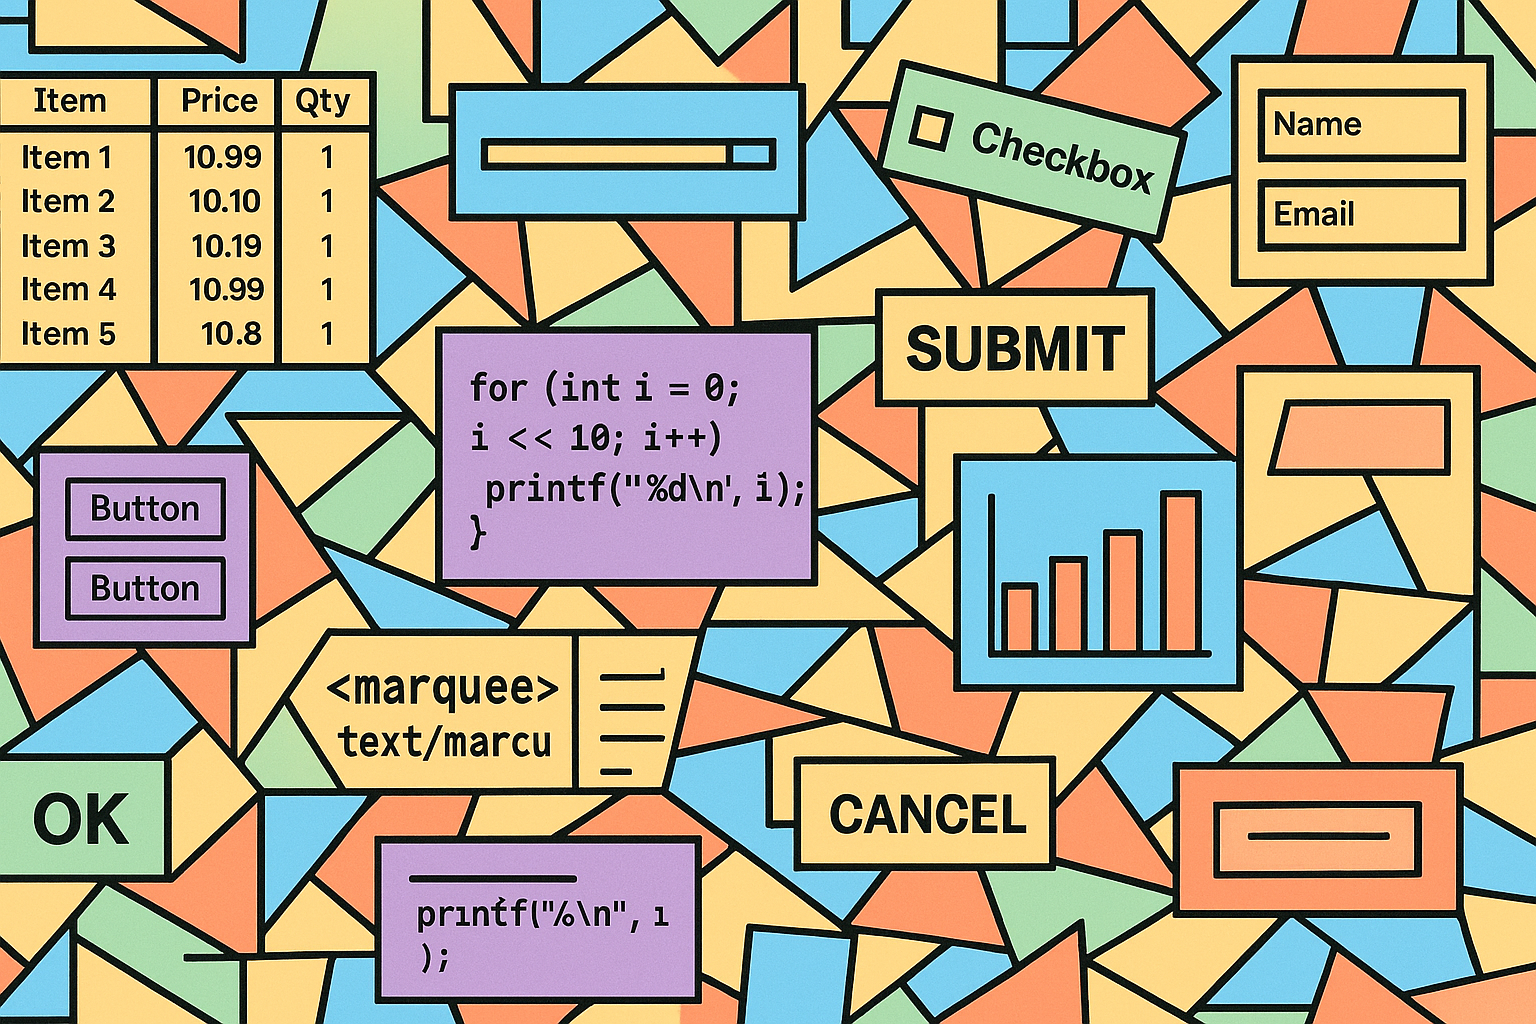 Item Price Qty
Item 1 10.99 1
Item 2 10.10 1
Item 3 10.19 1
Item 4 10.99 1
Item 5 10.8 1
Checkbox
Name
Email
SUBMIT
for (int i = 0;
i << 10; i++)
printf("%d\n', i);
}
Button
Button
<marquee>
text/marcu
OK
CANCEL
printf("%\n", ı
);